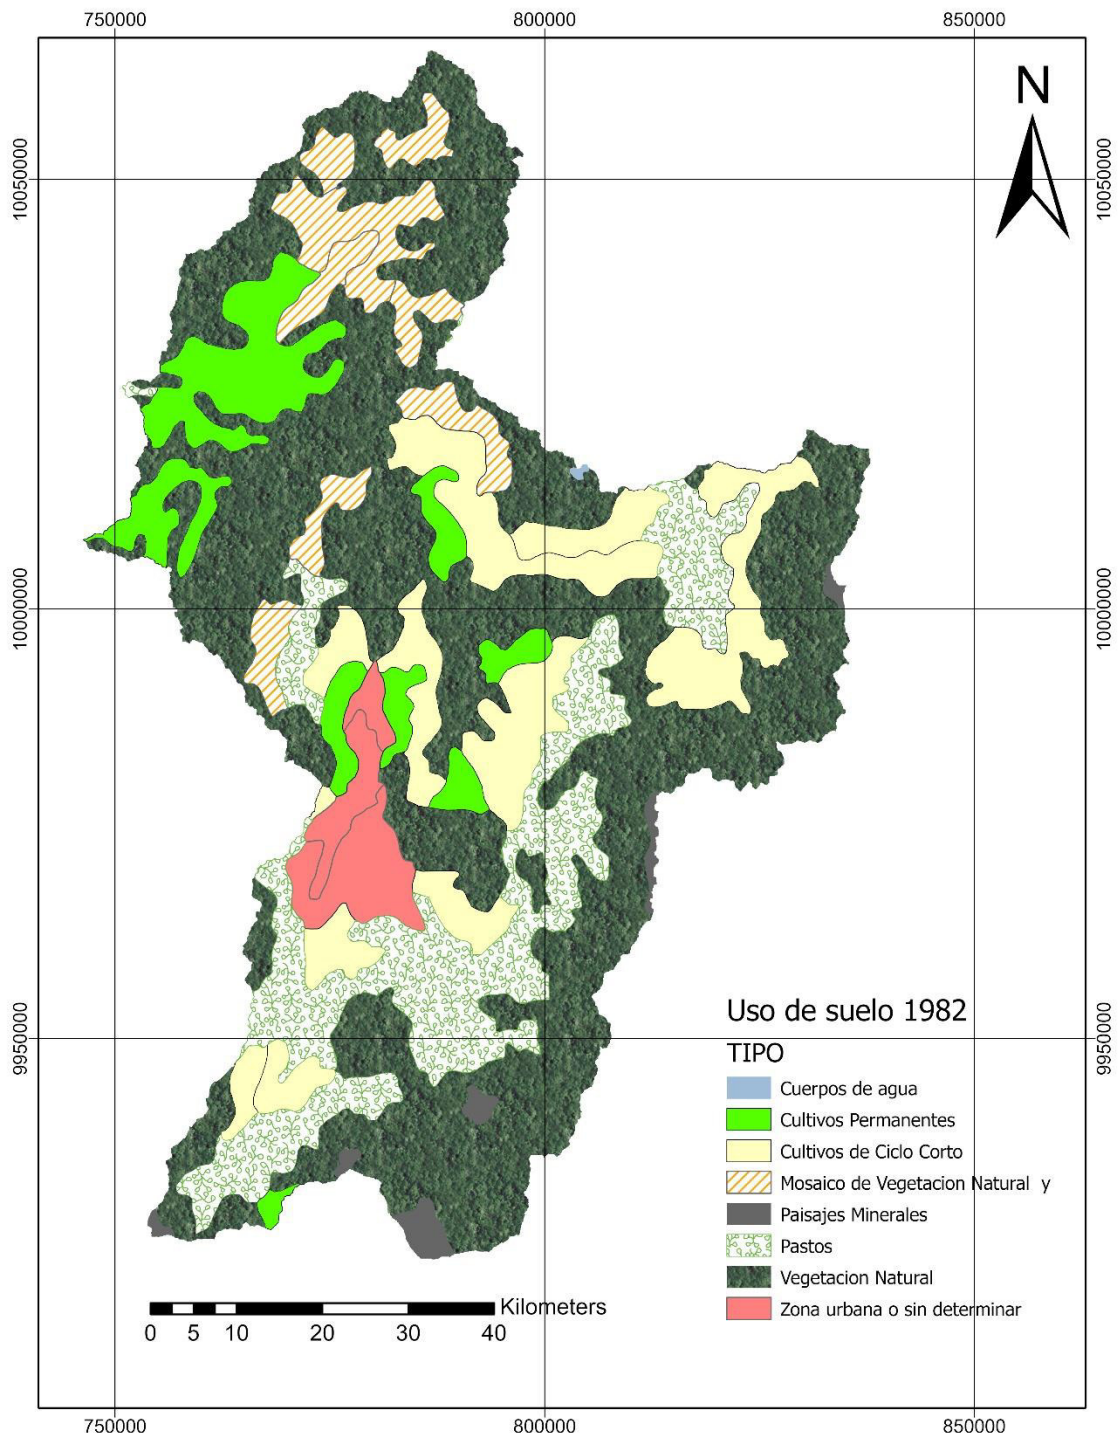 750000 800000 850000
N
10050000 10050000
10000000 10000000
9950000 9950000
Uso de suelo 1982
TIPO
Cuerpos de agua
Cultivos Permanentes
Cultivos de Ciclo Corto
Mosaico de Vegetacion Natural y
Paisajes Minerales
Pastos
Vegetacion Natural
Zona urbana o sin determinar
Kilometers
0 5 10 20 30 40
750000 800000 850000